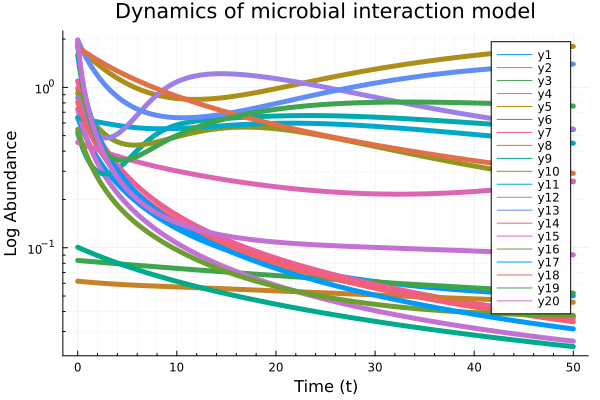 Dynamics of microbial interaction model
Log Abundance
10⁰
10⁻¹
y1
y2
y3
y4
y5
y6
y7
y8
y9
y10
y11
y12
y13
y14
y15
y16
y17
y18
y19
y20
0 10 20 30 40 50
Time (t)